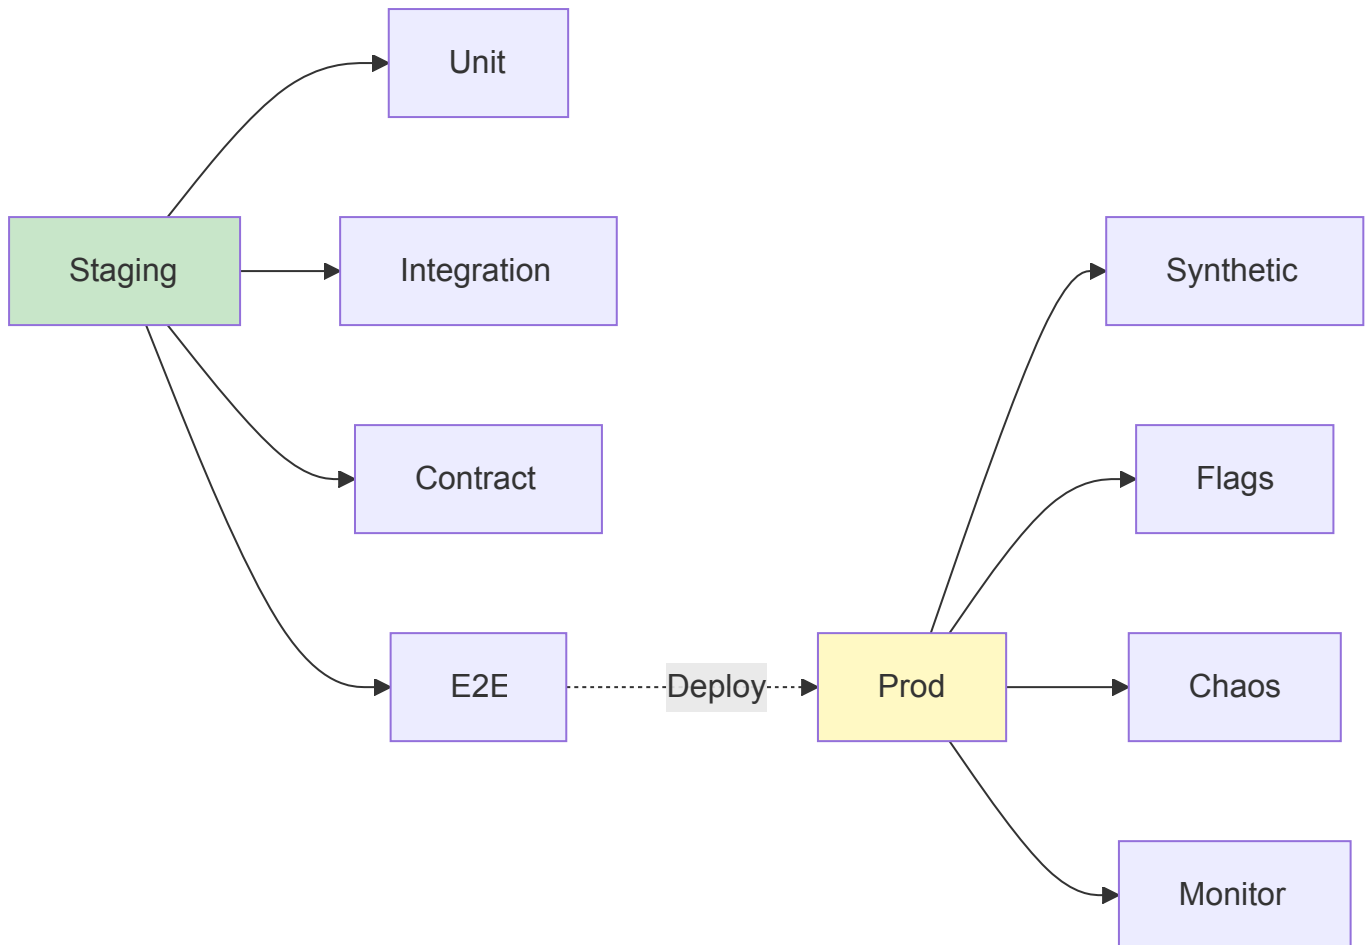 Unit
Staging
Integration
Synthetic
Contract
Flags
E2E
Deploy
Prod
Chaos
Monitor